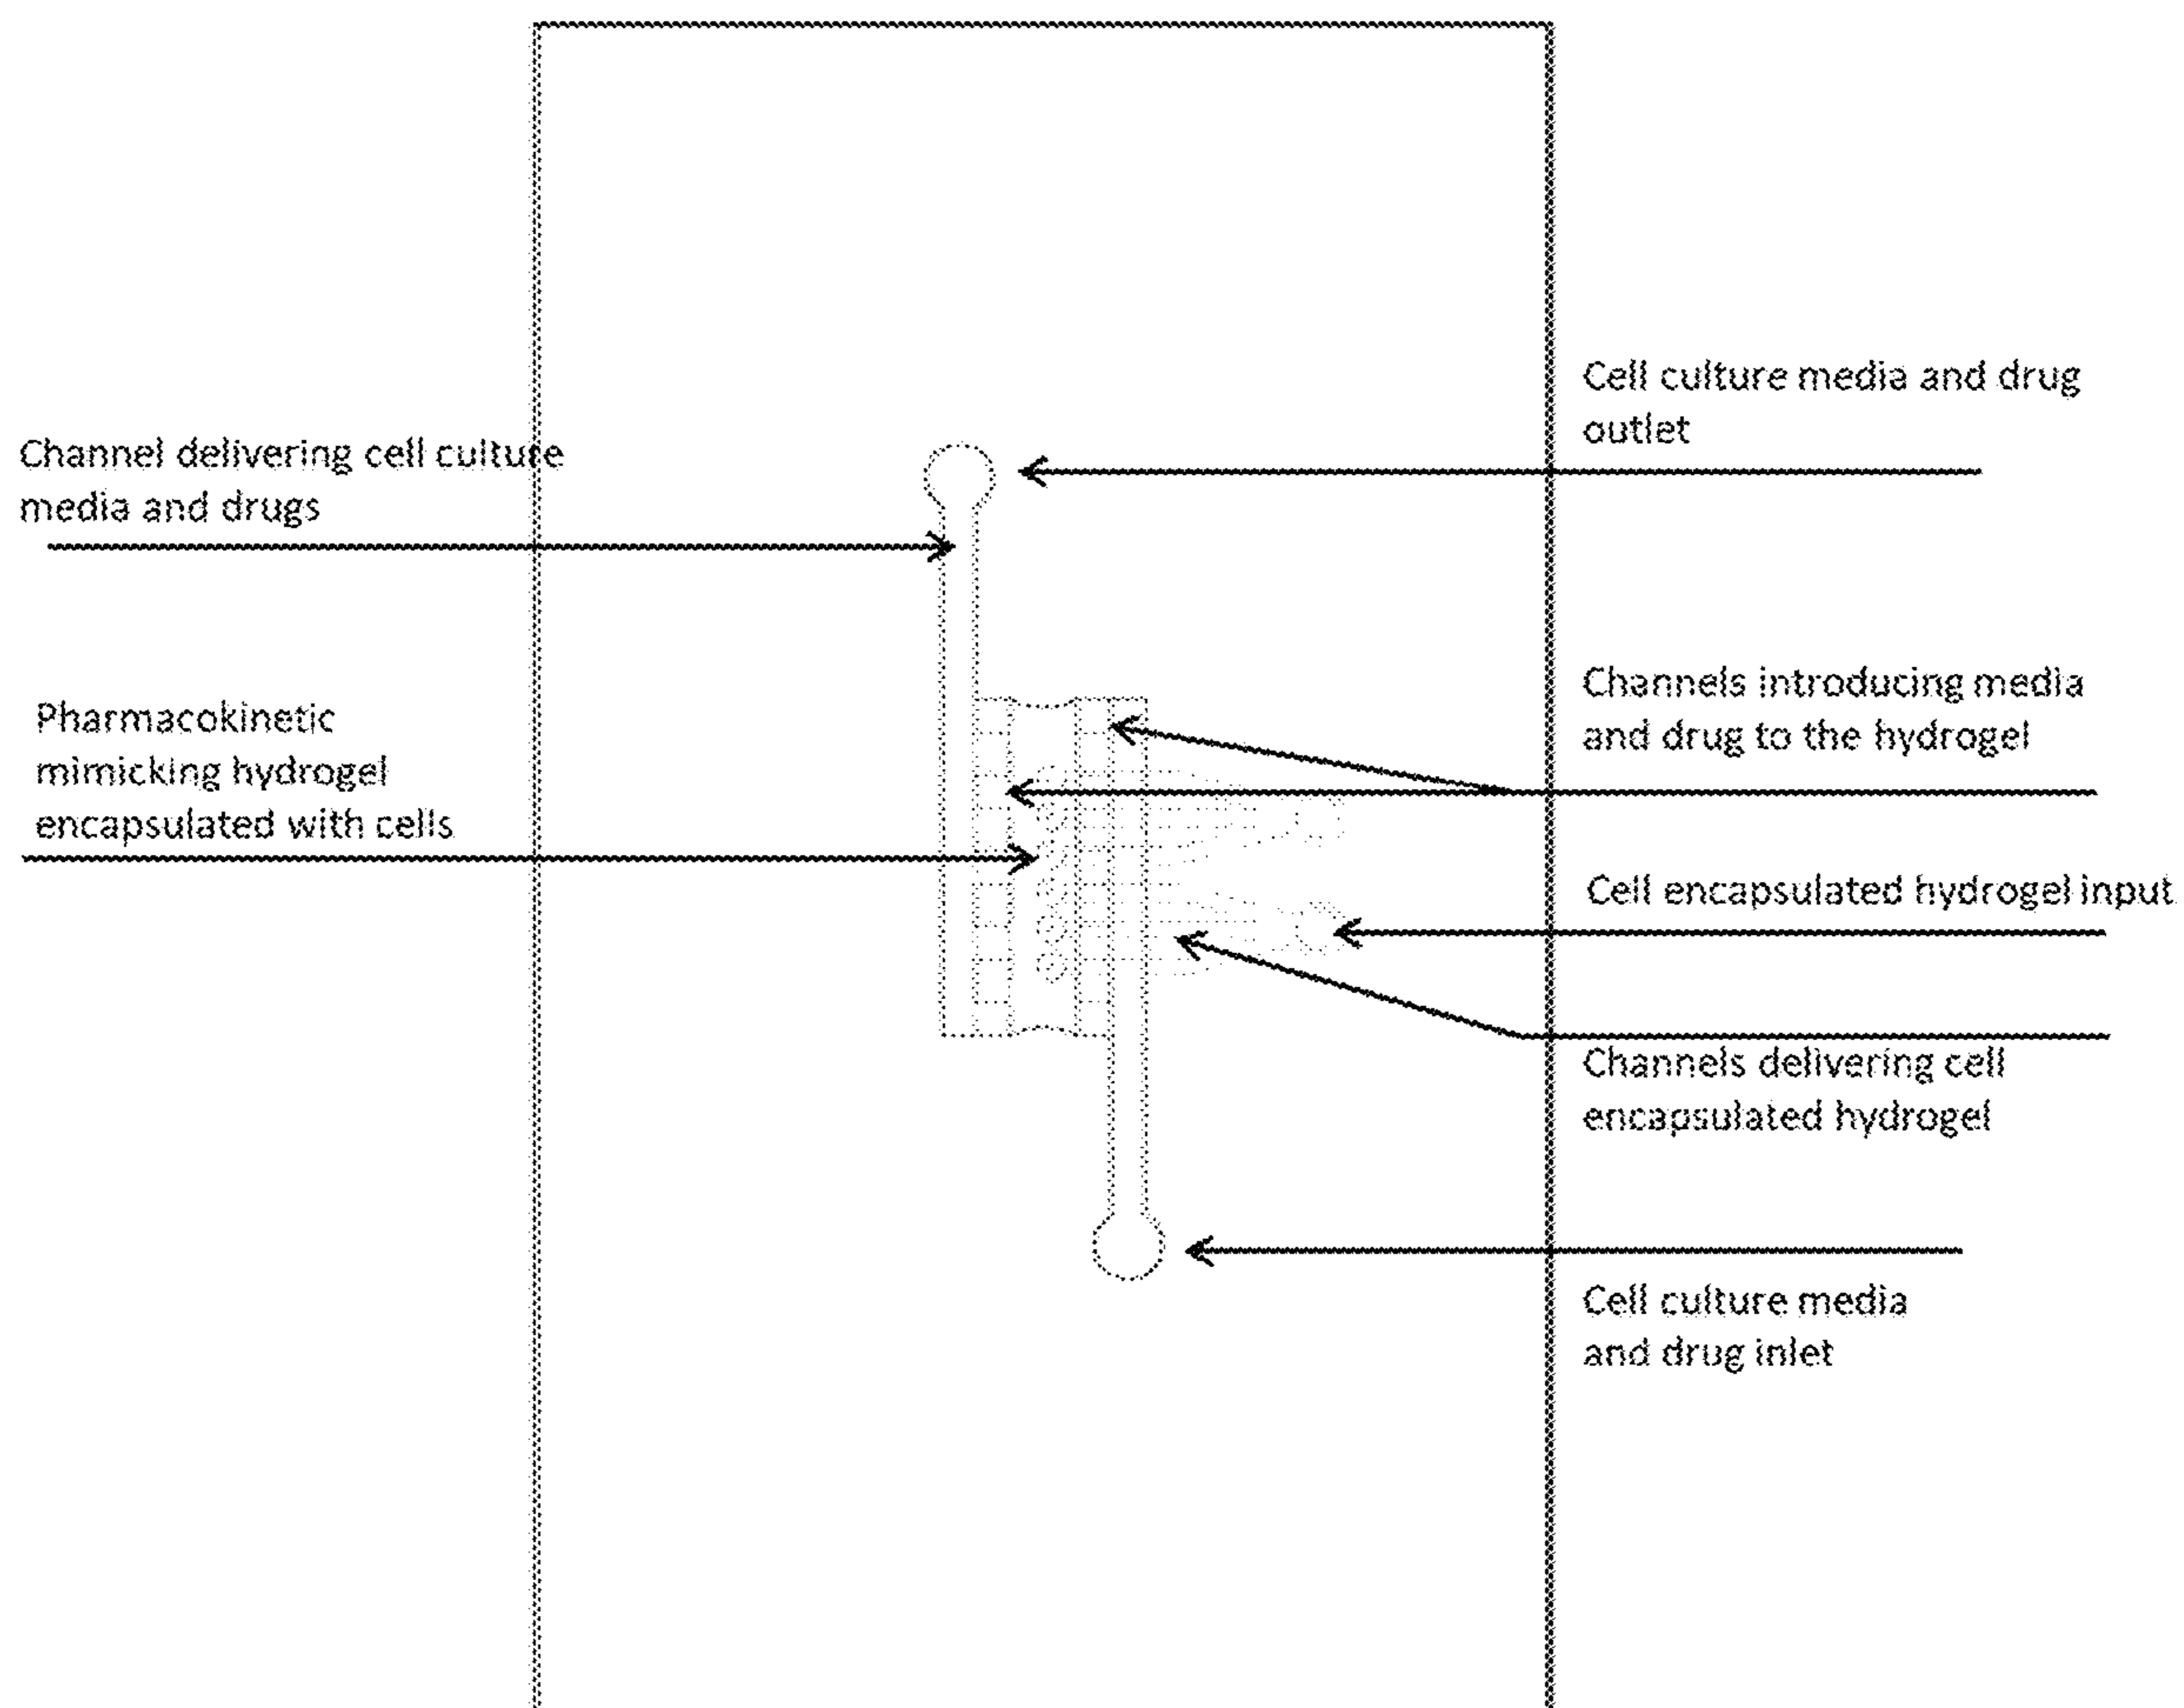 Cell culture media and drug
outlet
Channel delivering cell culture
media and drugs
Channels introducing media
and drug to the hydrogel
Pharmacokinetic
mimicking hydrogel
encapsulated with cells
Cell encapsulated hydrogel input
Channels delivering cell
encapsulated hydrogel
Cell culture media
and drug inlet